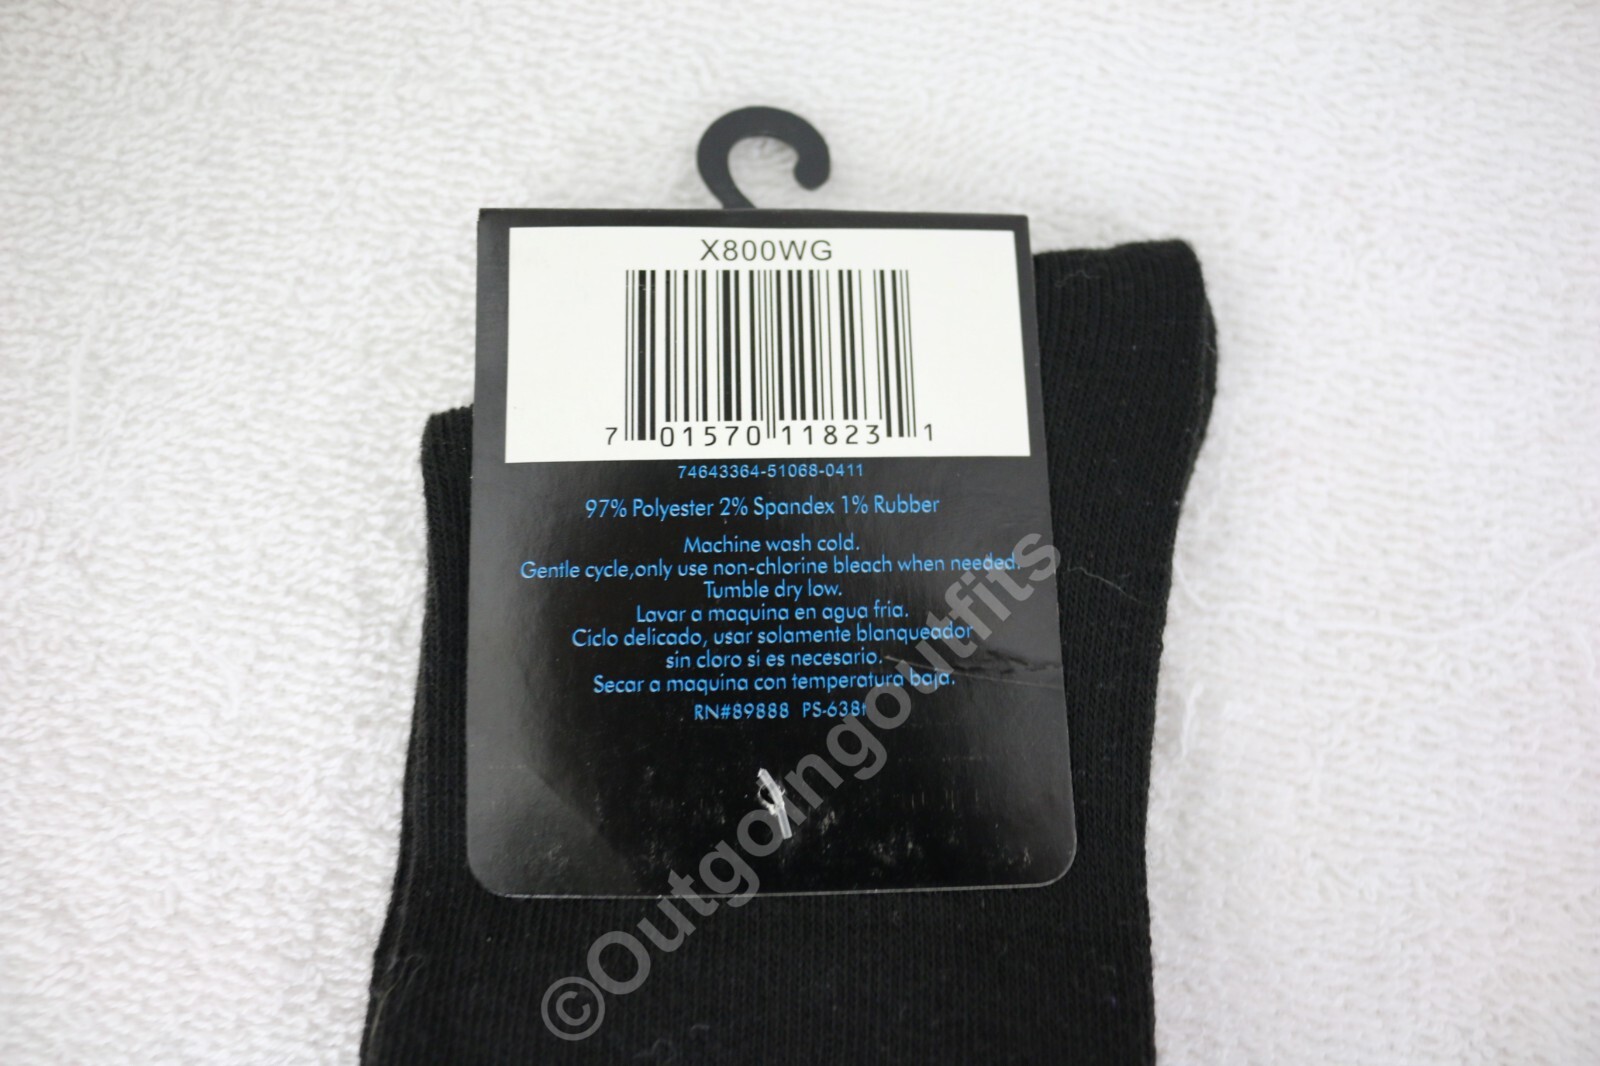 X800WG
7 01570 11823 1
74643364-51068-0411
97% Polyester 2% Spandex 1% Rubber
Machine wash cold.
Gentle cycle,only use non-chlorine bleach when needed.
Tumble dry low.
Lavar a maquina en agua fria.
Ciclo delicado, usar solamente blanqueador
sin cloro si es necesario.
Secar a maquina con temperatura baja.
RN#89888 PS-638t
©Outgoingoutfits